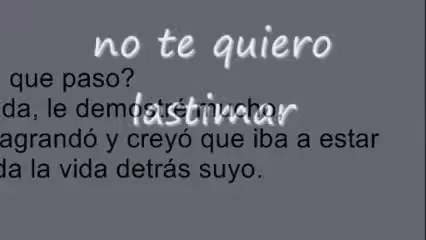 no te quiero
lastimar
que paso?
da, le demostré mucho,
agrandó y creyó que iba a estar
da la vida detrás suyo.